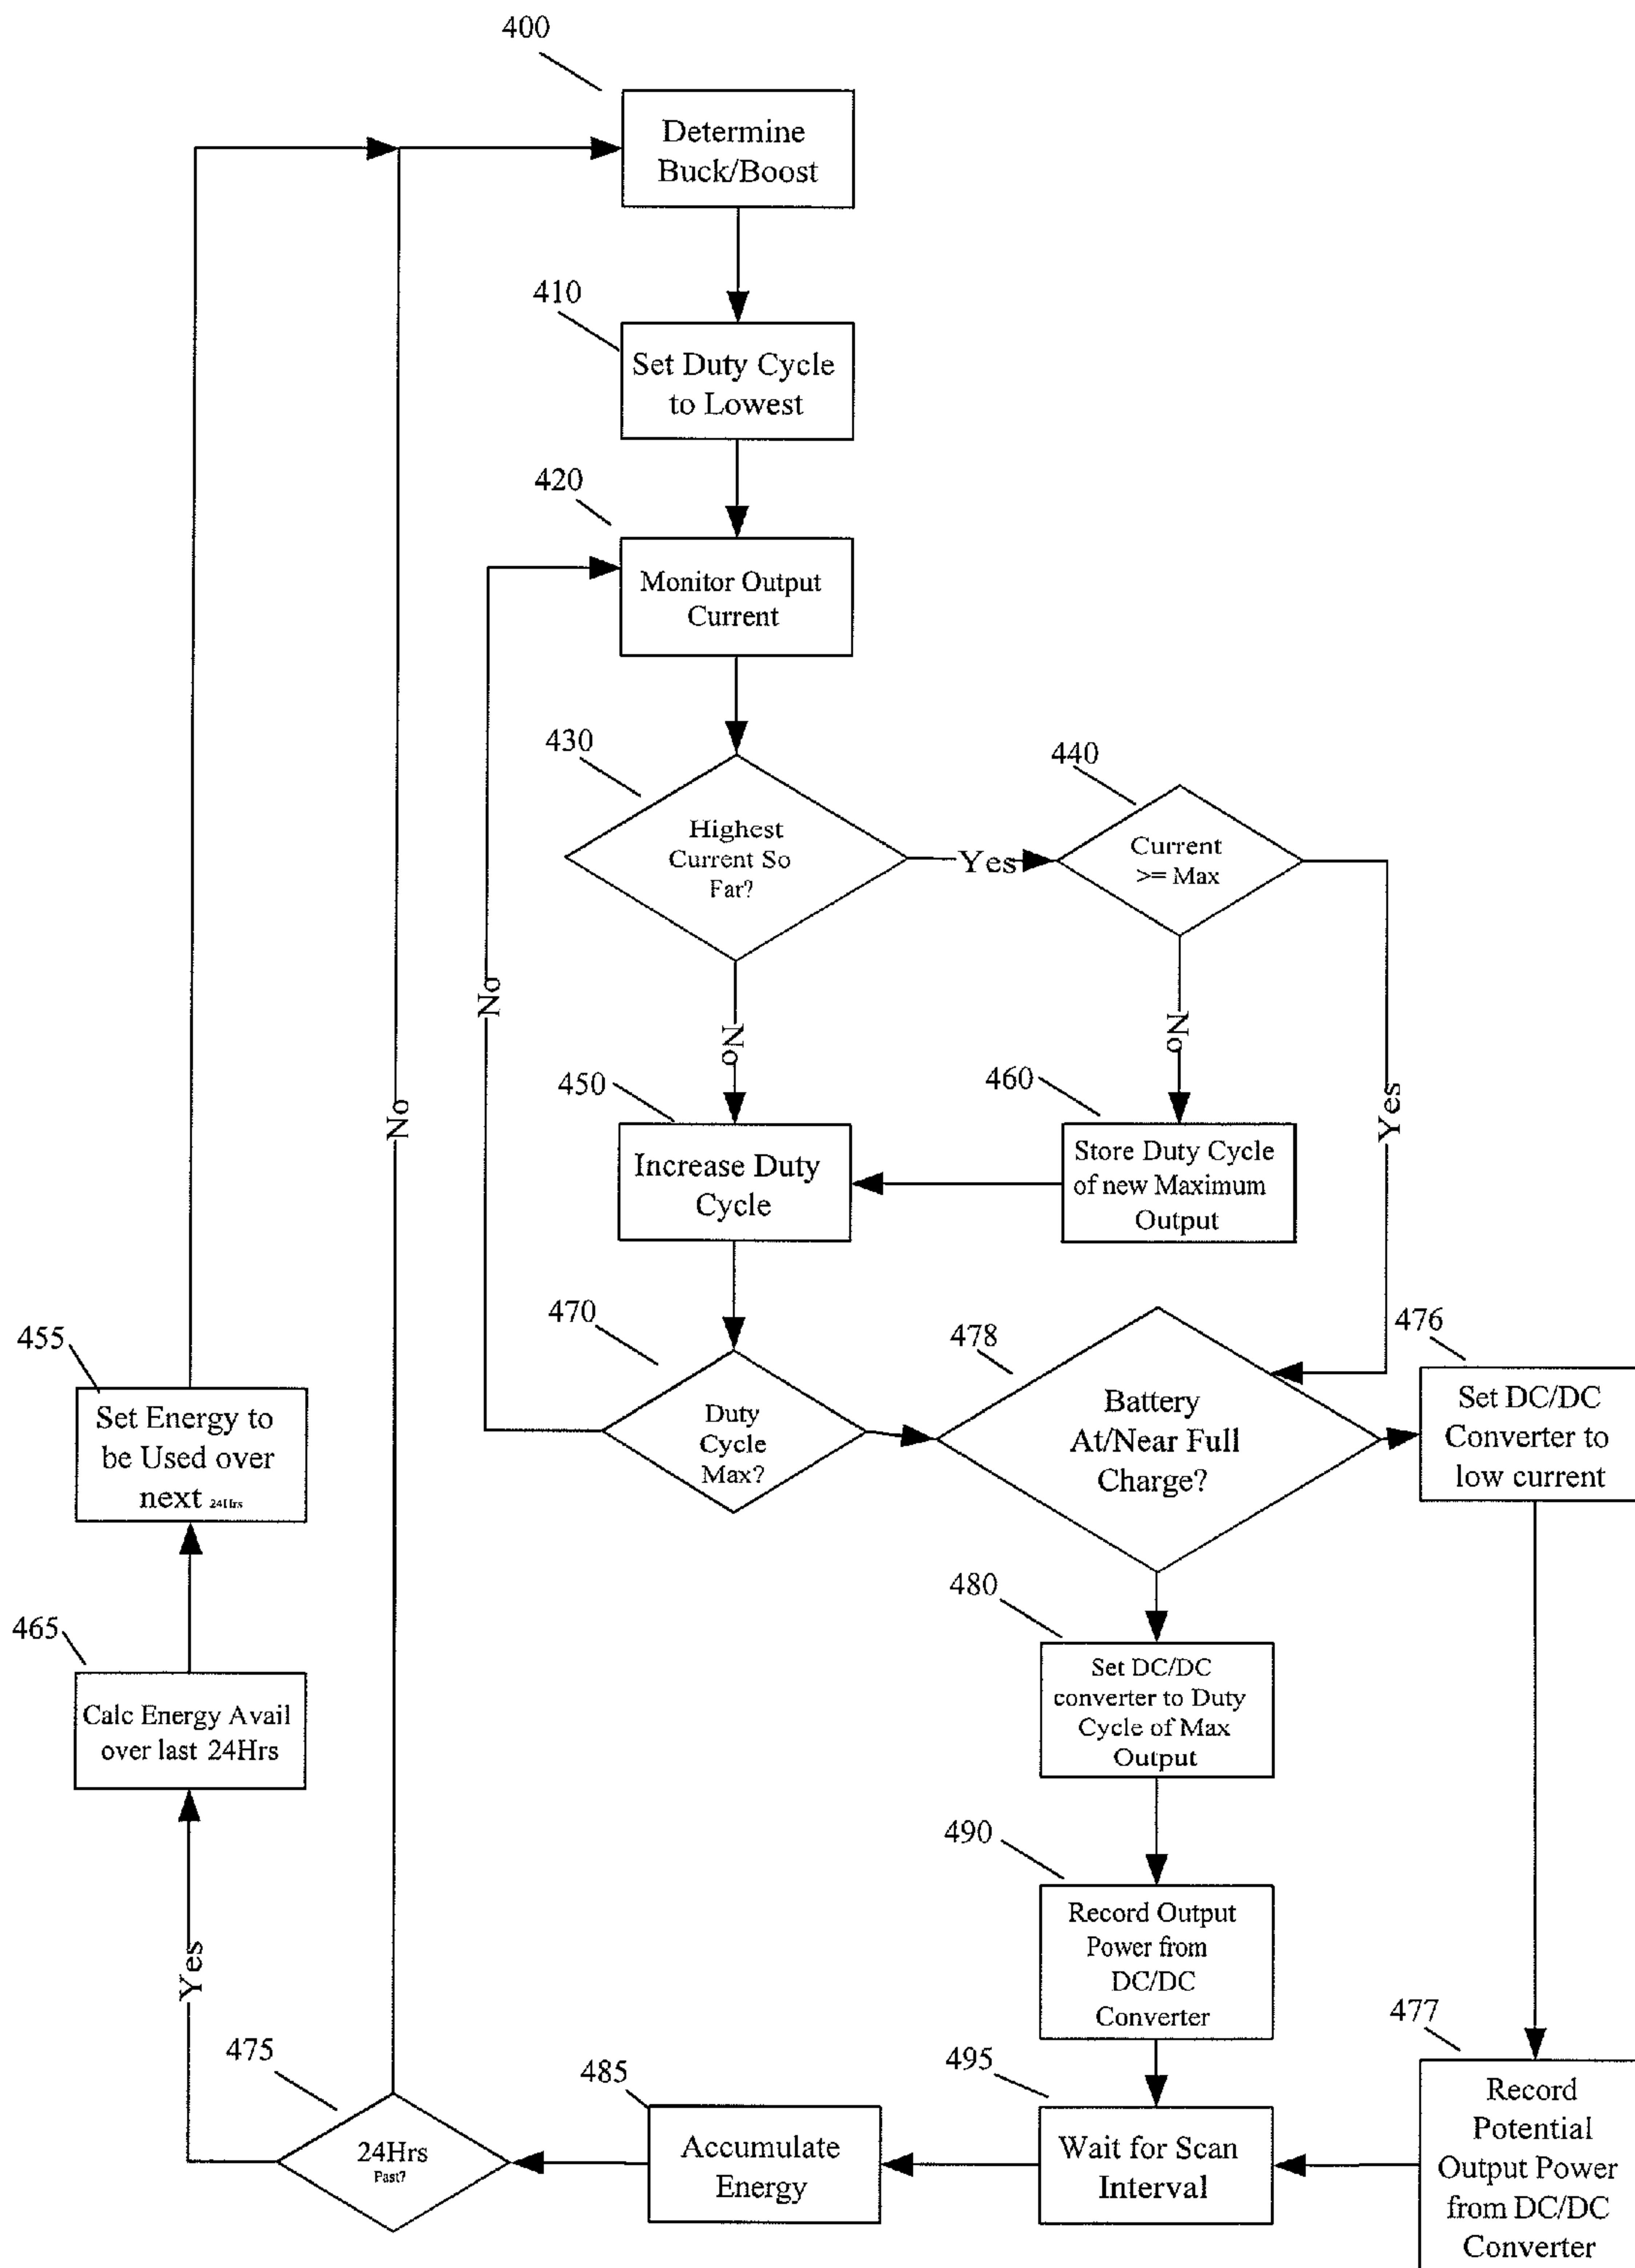 400
Determine
Buck/Boost
410
Set Duty Cycle
to Lowest
420
Monitor Output
Current
430
Highest
Current So
Far?
Yes
440
Current
>= Max
No
No
No
No
Yes
450
Increase Duty
Cycle
460
Store Duty Cycle
of new Maximum
Output
470
Duty
Cycle
Max?
478
Battery
At/Near Full
Charge?
476
Set DC/DC
Converter to
low current
455
Set Energy to
be Used over
next 24Hrs
465
Calc Energy Avail
over last 24Hrs
480
Set DC/DC
converter to Duty
Cycle of Max
Output
490
Record Output
Power from
DC/DC
Converter
Yes
475
24Hrs
Past?
485
Accumulate
Energy
495
Wait for Scan
Interval
477
Record
Potential
Output Power
from DC/DC
Converter